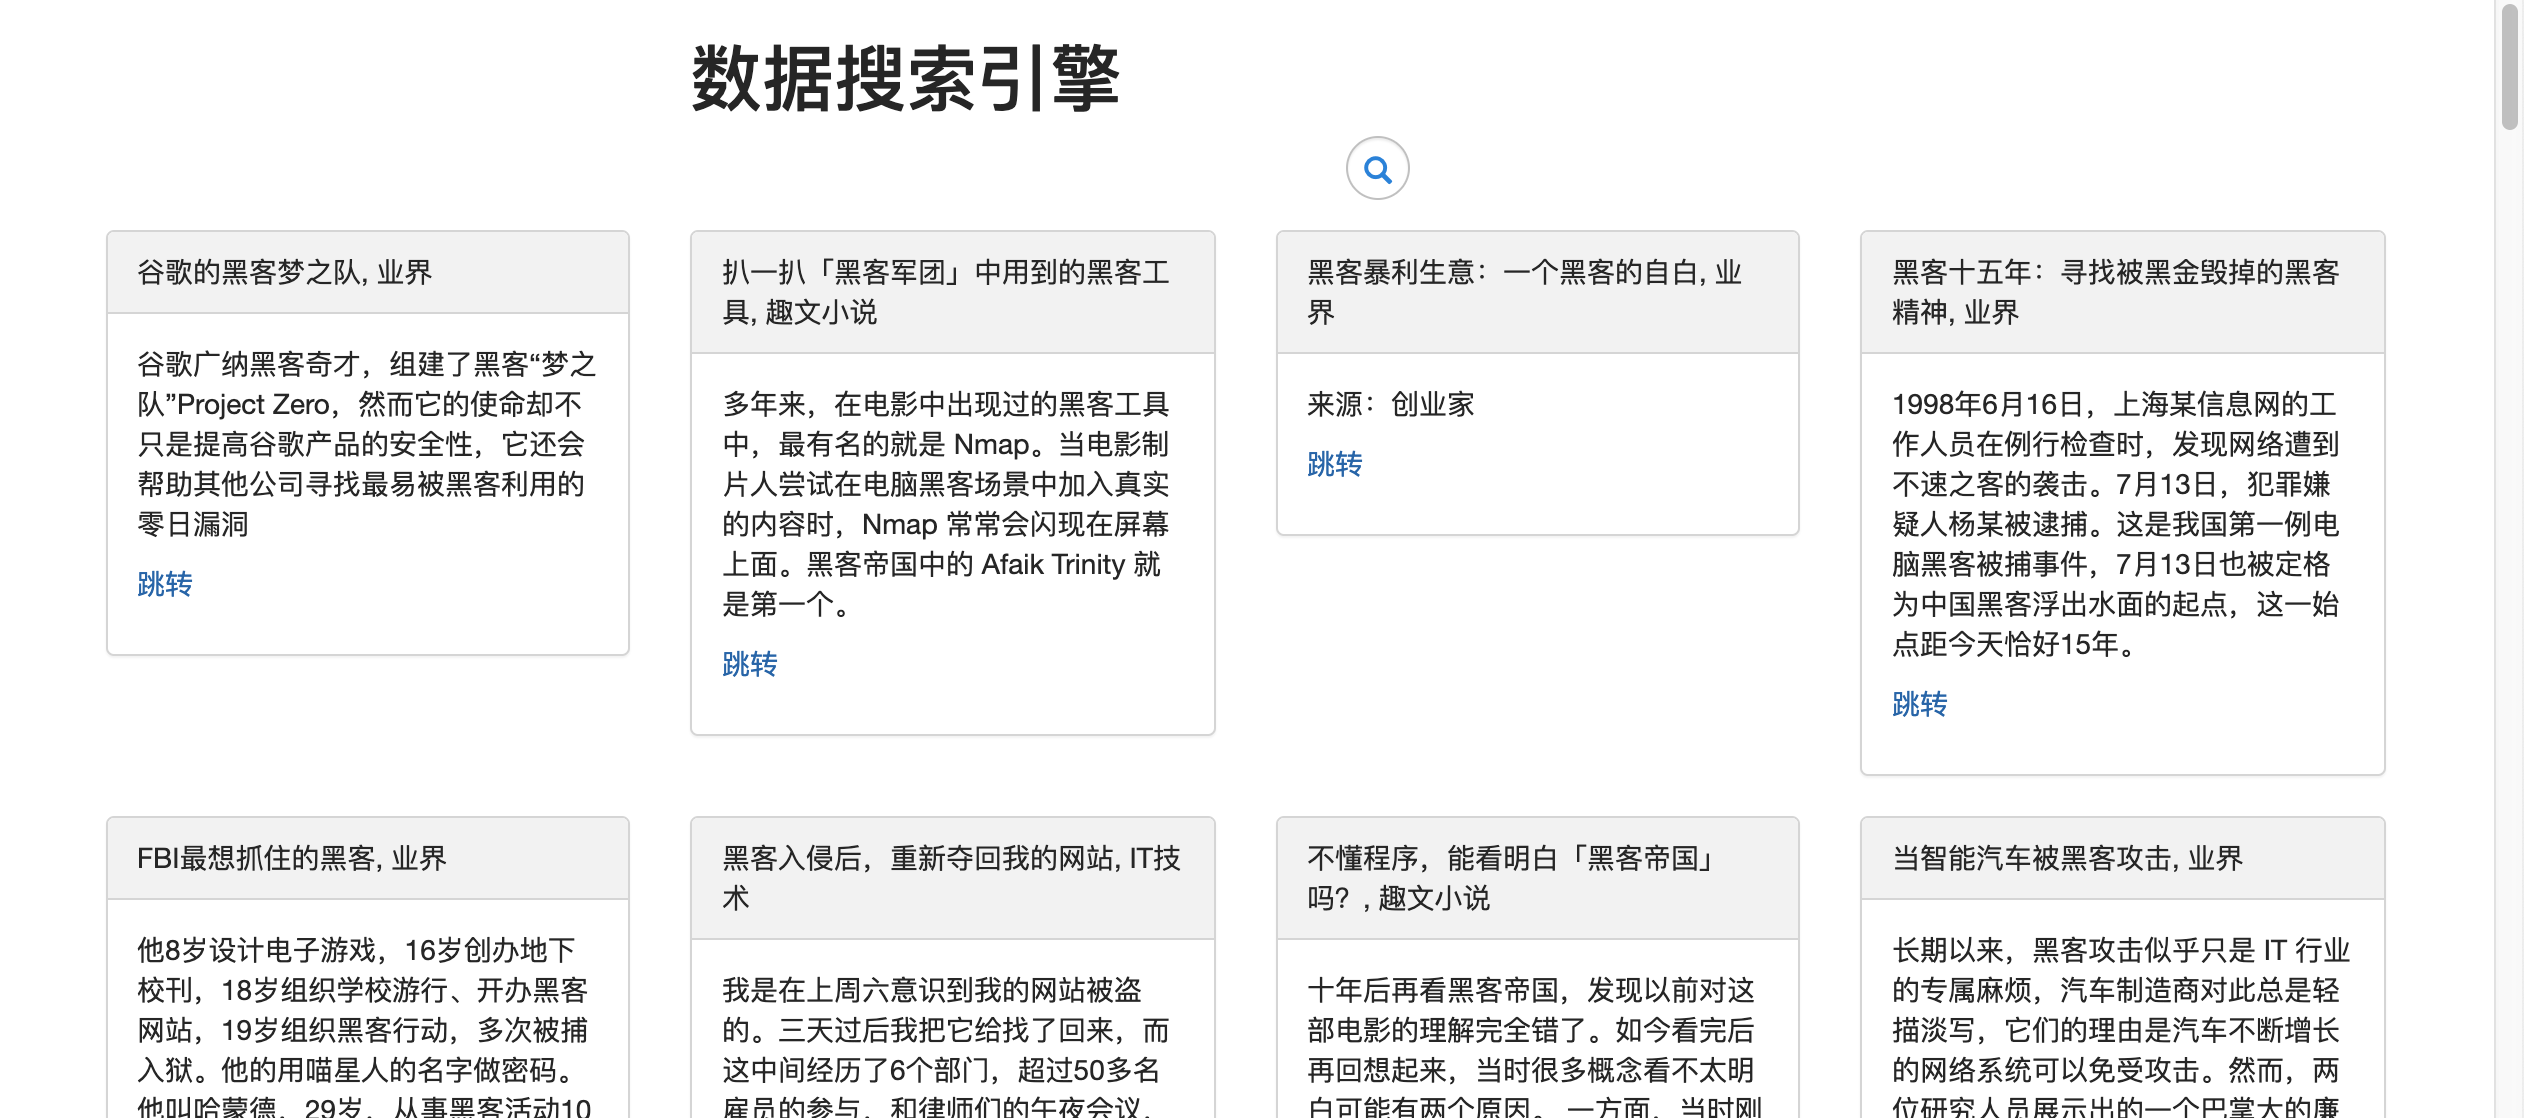 数据搜索引擎
谷歌的黑客梦之队, 业界
谷歌广纳黑客奇才，组建了黑客“梦之
队”Project Zero，然而它的使命却不
只是提高谷歌产品的安全性，它还会
帮助其他公司寻找最易被黑客利用的
零日漏洞
跳转
扒一扒「黑客军团」中用到的黑客工
具, 趣文小说
多年来，在电影中出现过的黑客工具
中，最有名的就是 Nmap。当电影制
片人尝试在电脑黑客场景中加入真实
的内容时，Nmap 常常会闪现在屏幕
上面。黑客帝国中的 Afaik Trinity 就
是第一个。
跳转
黑客暴利生意：一个黑客的自白, 业
界
来源：创业家
跳转
黑客十五年：寻找被黑金毁掉的黑客
精神, 业界
1998年6月16日，上海某信息网的工
作人员在例行检查时，发现网络遭到
不速之客的袭击。7月13日，犯罪嫌
疑人杨某被逮捕。这是我国第一例电
脑黑客被捕事件，7月13日也被定格
为中国黑客浮出水面的起点，这一始
点距今天恰好15年。
跳转
FBI最想抓住的黑客, 业界
他8岁设计电子游戏，16岁创办地下
校刊，18岁组织学校游行、开办黑客
网站，19岁组织黑客行动，多次被捕
入狱。他的用喵星人的名字做密码。
他叫哈蒙德，29岁，从事黑客活动10
黑客入侵后，重新夺回我的网站, IT技
术
我是在上周六意识到我的网站被盗
的。三天过后我把它给找了回来，而
这中间经历了6个部门，超过50多名
雇员的参与，和律师们的午夜会议，
不懂程序，能看明白「黑客帝国」
吗？, 趣文小说
十年后再看黑客帝国，发现以前对这
部电影的理解完全错了。如今看完后
再回想起来，当时很多概念看不太明
白可能有两个原因。 一方面，当时刚
当智能汽车被黑客攻击, 业界
长期以来，黑客攻击似乎只是 IT 行业
的专属麻烦，汽车制造商对此总是轻
描淡写，它们的理由是汽车不断增长
的网络系统可以免受攻击。然而，两
位研究人员展示出的一个巴掌大的廉